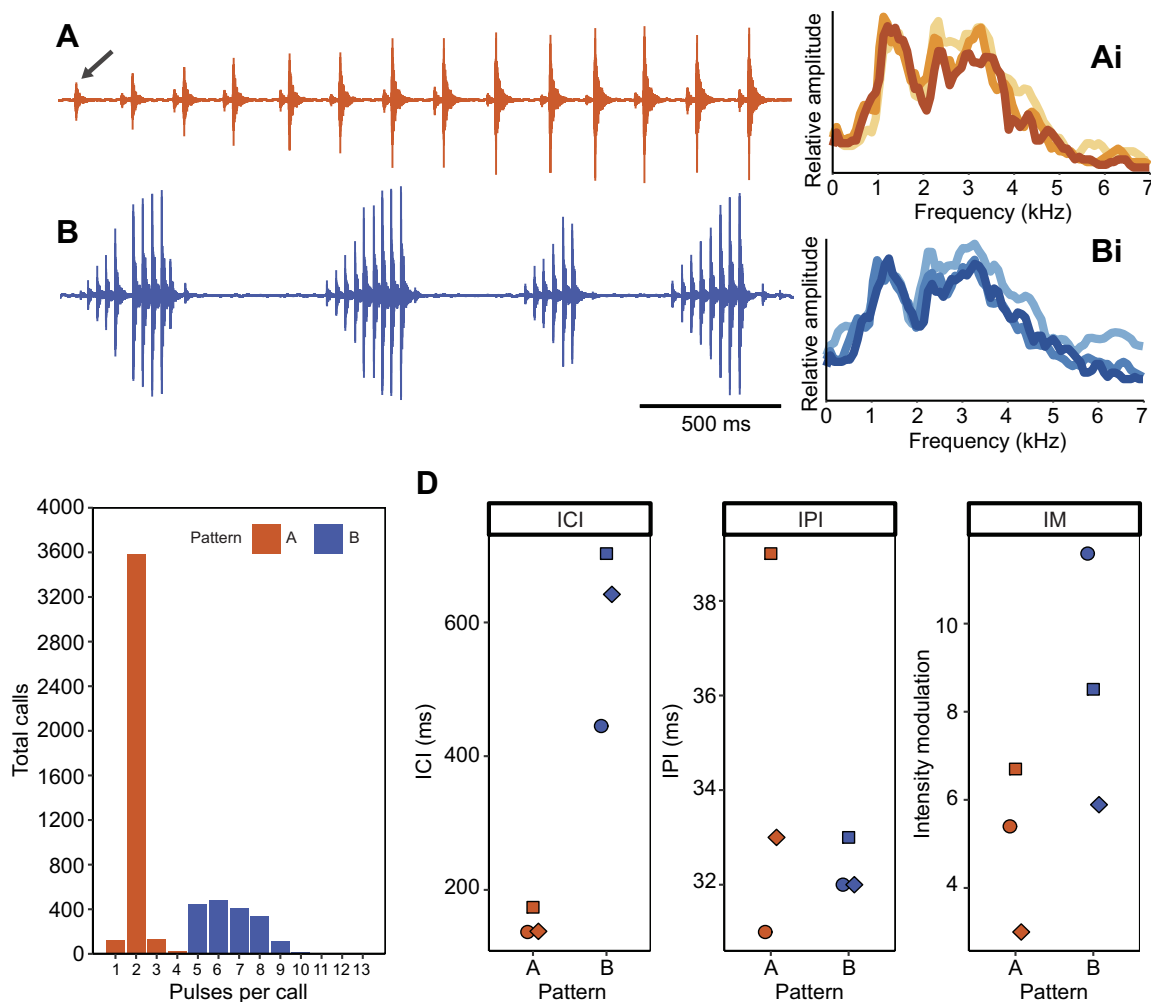 A
B
500 ms
Ai
Relative amplitude
0 1 2 3 4 5 6 7
Frequency (kHz)
Bi
Relative amplitude
0 1 2 3 4 5 6 7
Frequency (kHz)
Pattern A B
Total calls
4000
3600
3200
2800
2400
2000
1600
1200
800
400
0
1 2 3 4 5 6 7 8 9 10 11 12 13
Pulses per call
D
ICI
ICI (ms)
600
400
200
A B
Pattern
IPI
IPI (ms)
38
36
34
32
A B
Pattern
IM
Intensity modulation
10
8
6
4
A B
Pattern